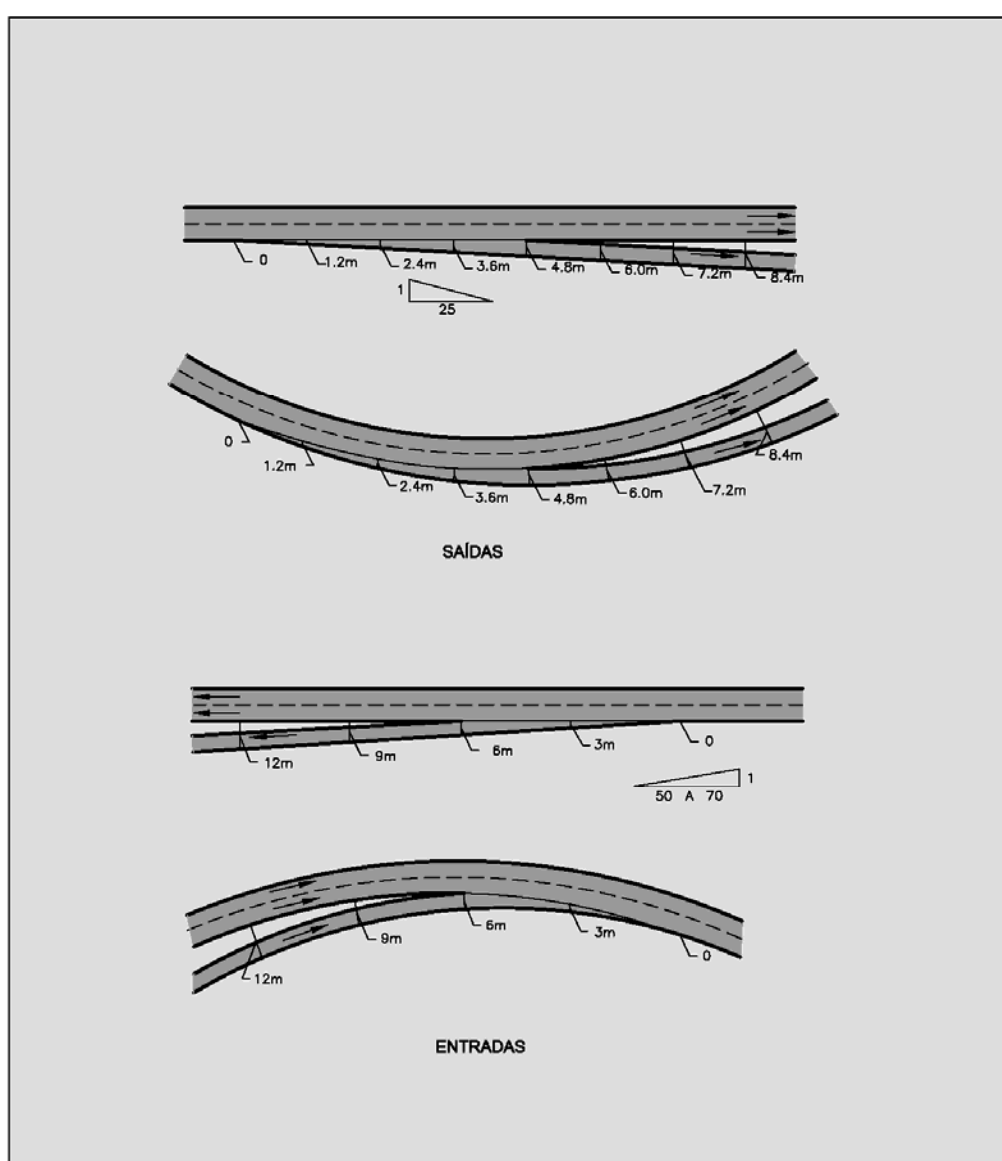 0 1.2m 2.4m 3.6m 4.8m 6.0m 7.2m 8.4m
1
25
0
1.2m
2.4m 3.6m 4.8m 6.0m 7.2m 8.4m
SAÍDAS
12m 9m 6m 3m 0
1
50 A 70
12m 9m 6m 3m 0
ENTRADAS